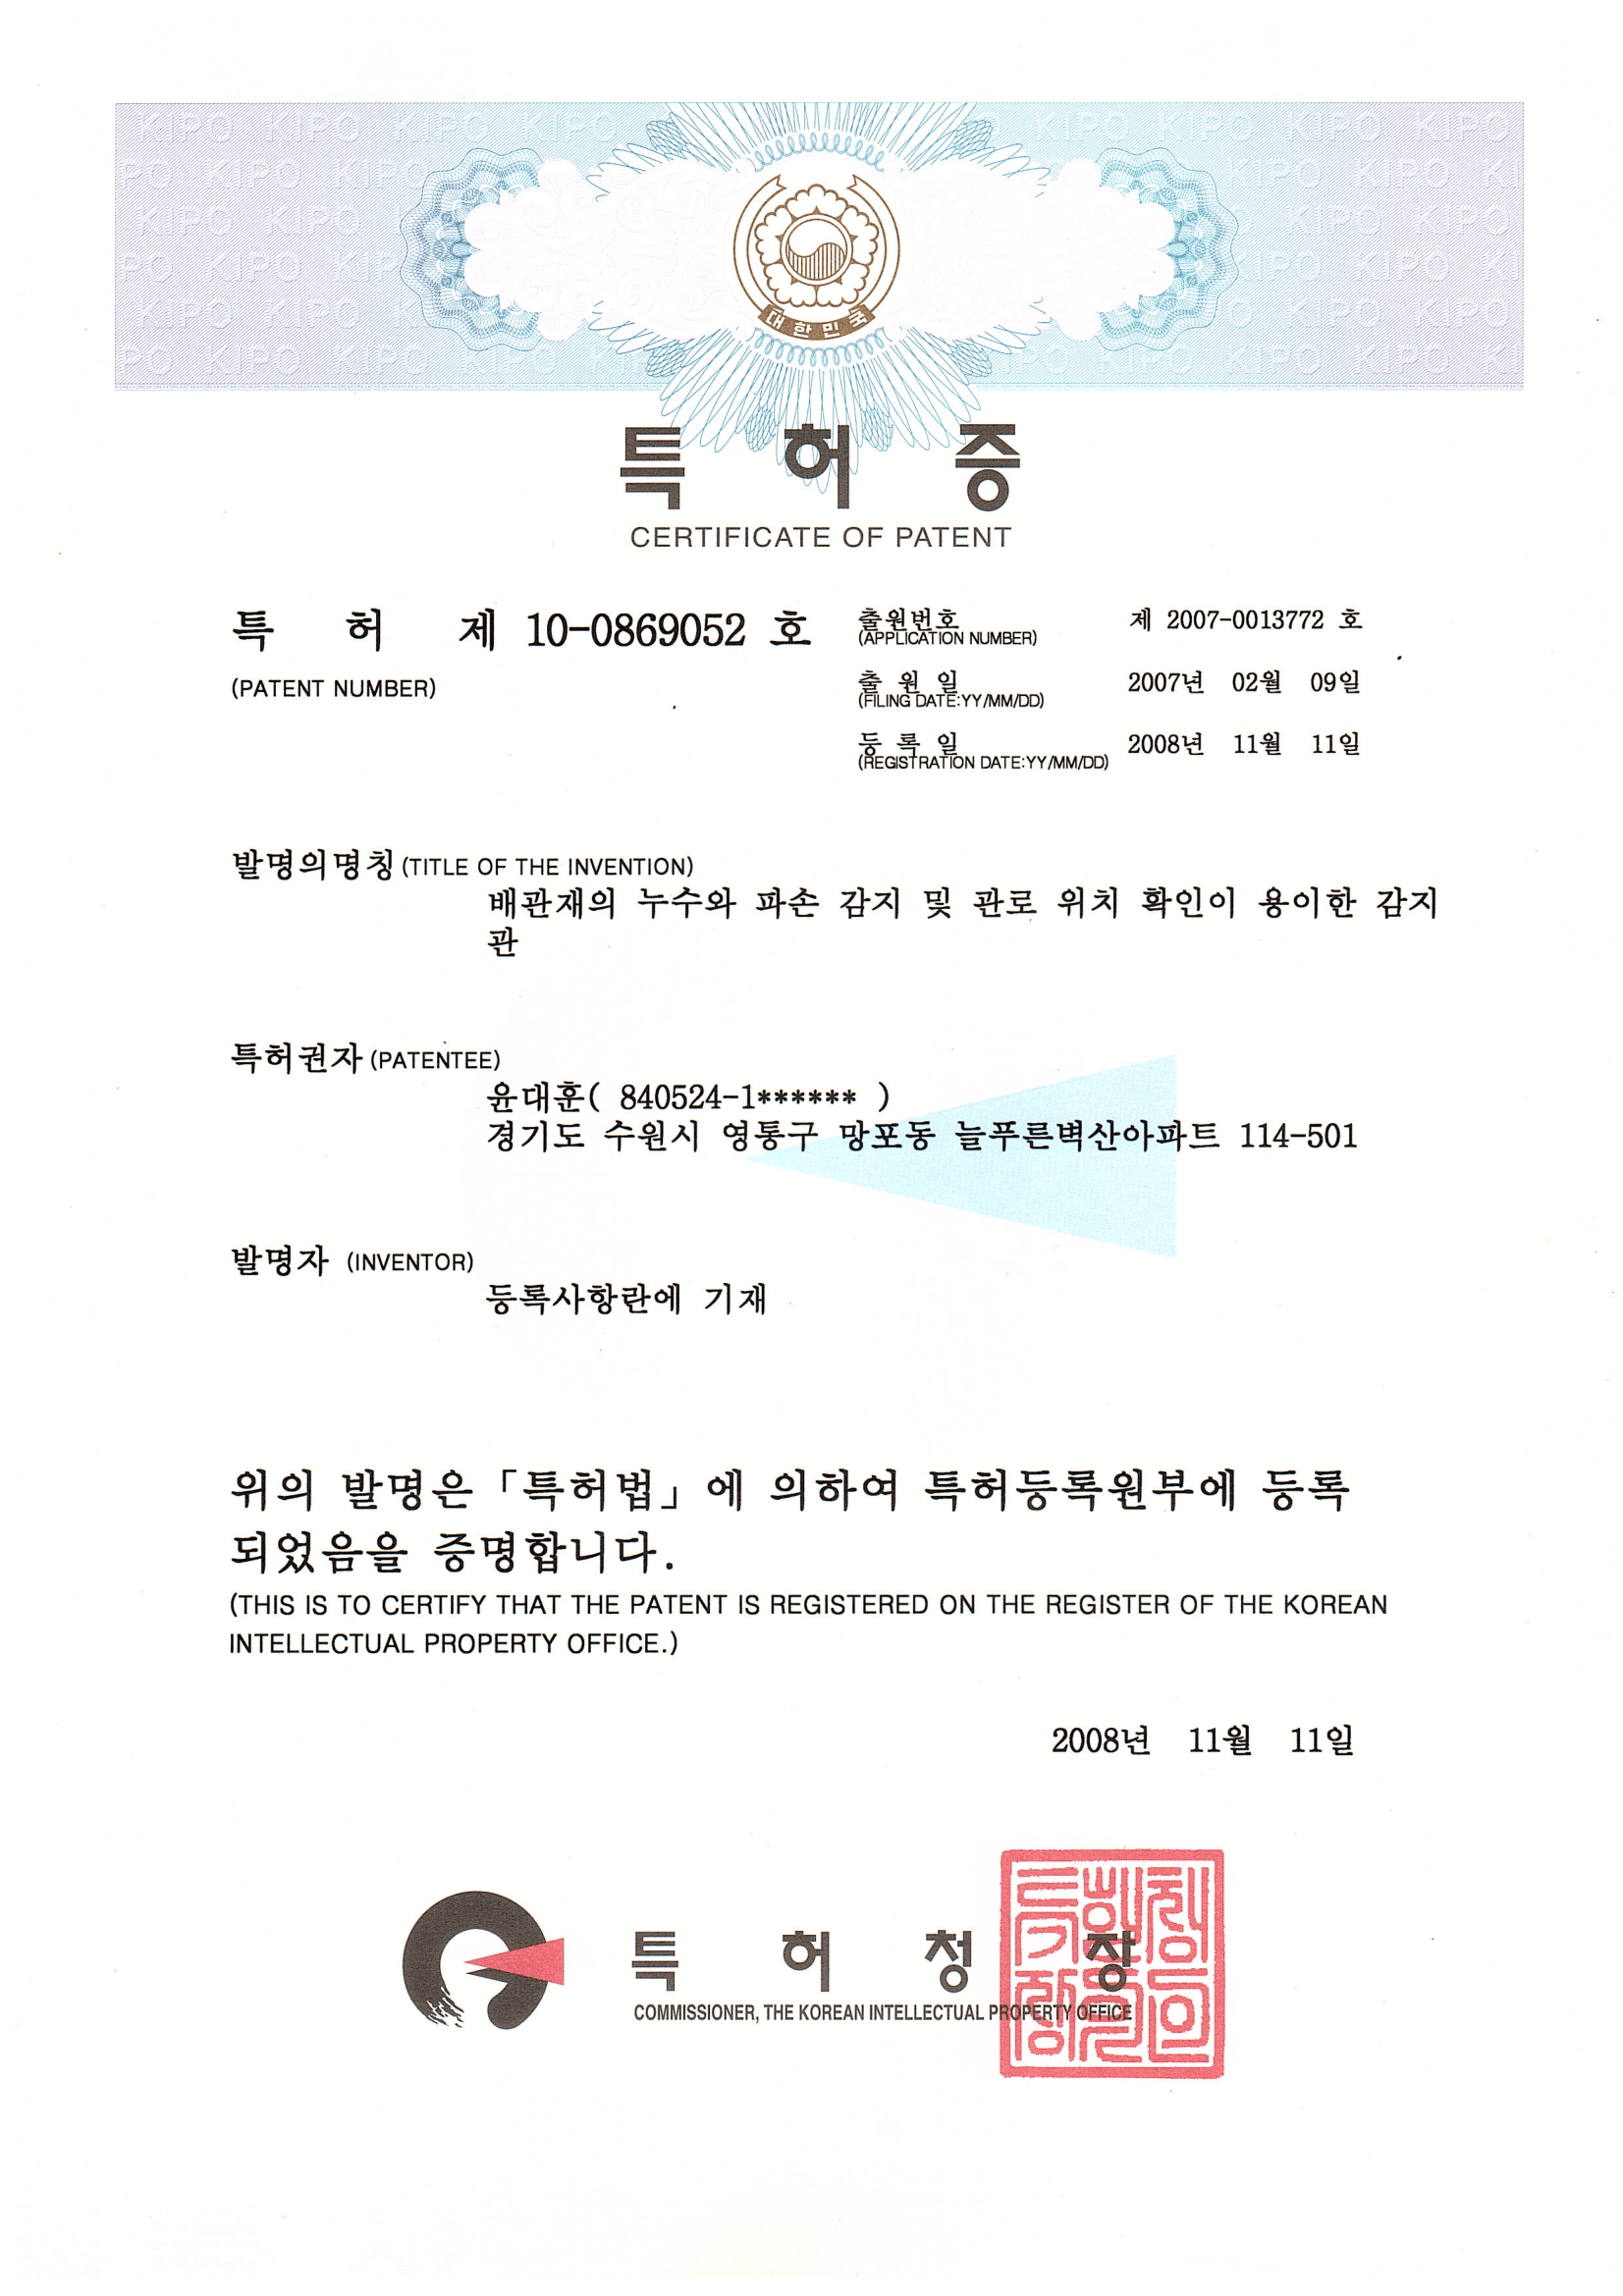 대한민국
특 허 증
CERTIFICATE OF PATENT
특 허 제 10-0869052 호
(PATENT NUMBER)
출원번호 제 2007-0013772 호
(APPLICATION NUMBER)
출 원 일 2007년 02월 09일
(FILING DATE:YY/MM/DD)
등 록 일 2008년 11월 11일
(REGISTRATION DATE:YY/MM/DD)
발명의명칭 (TITLE OF THE INVENTION)
배관재의 누수와 파손 감지 및 관로 위치 확인이 용이한 감지
관
특허권자 (PATENTEE)
윤대훈( 840524-1****** )
경기도 수원시 영통구 망포동 늘푸른벽산아파트 114-501
발명자 (INVENTOR)
등록사항란에 기재
위의 발명은 「특허법」에 의하여 특허등록원부에 등록
되었음을 증명합니다.
(THIS IS TO CERTIFY THAT THE PATENT IS REGISTERED ON THE REGISTER OF THE KOREAN
INTELLECTUAL PROPERTY OFFICE.)
2008년 11월 11일
특 허 청 장
COMMISSIONER, THE KOREAN INTELLECTUAL PROPERTY OFFICE